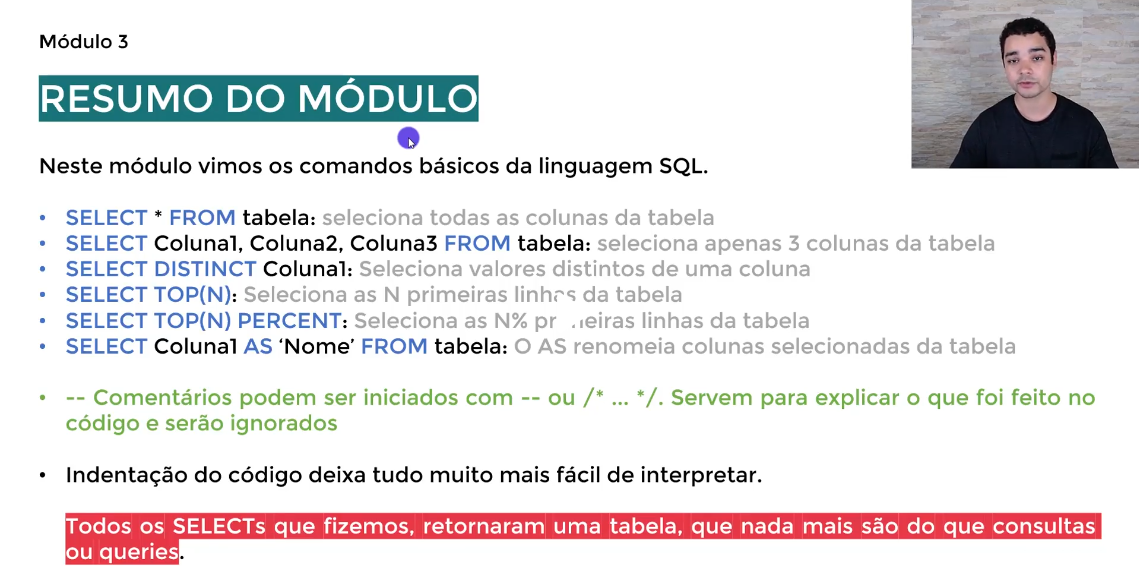 Módulo 3
RESUMO DO MÓDULO
Neste módulo vimos os comandos básicos da linguagem SQL.
• SELECT * FROM tabela: seleciona todas as colunas da tabela
• SELECT Coluna1, Coluna2, Coluna3 FROM tabela: seleciona apenas 3 colunas da tabela
• SELECT DISTINCT Coluna1: Seleciona valores distintos de uma coluna
• SELECT TOP(N): Seleciona as N primeiras linhas da tabela
• SELECT TOP(N) PERCENT: Seleciona as N% primeiras linhas da tabela
• SELECT Coluna1 AS ‘Nome’ FROM tabela: O AS renomeia colunas selecionadas da tabela
• -- Comentários podem ser iniciados com -- ou /* ... */. Servem para explicar o que foi feito no
código e serão ignorados
• Indentação do código deixa tudo muito mais fácil de interpretar.
Todos os SELECTs que fizemos, retornaram uma tabela, que nada mais são do que consultas
ou queries.